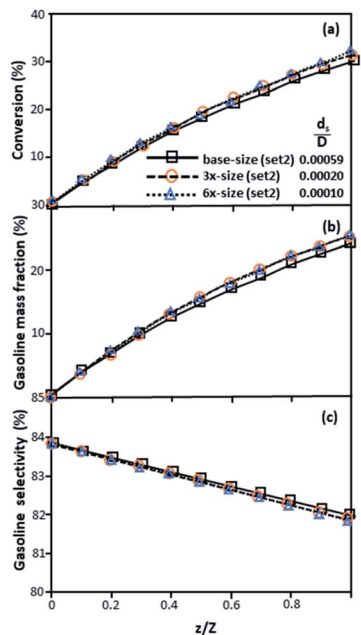 (a)
Conversion (%)
40
30
20
10
d_s
D
base-size (set2) 0.00059
3x-size (set2) 0.00020
6x-size (set2) 0.00010
30
(b)
Gasoline mass fraction (%)
20
10
85
(c)
Gasoline selectivity (%)
84
83
82
81
80
0 0.2 0.4 0.6 0.8
z/Z